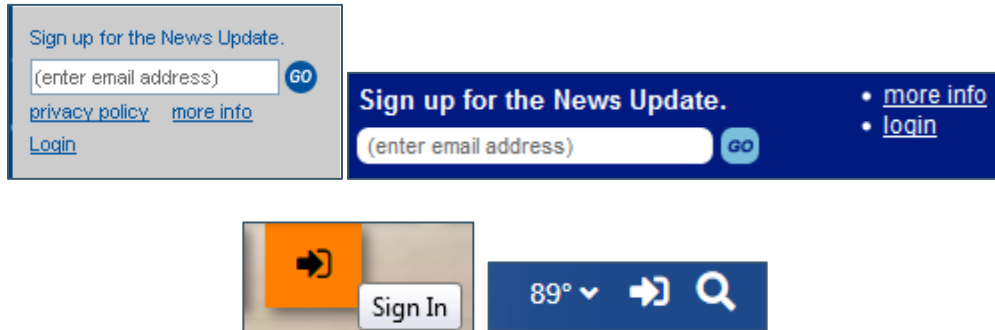 Sign up for the News Update.
(enter email address) GO
privacy policy more info
Login
Sign up for the News Update.
(enter email address) GO
• more info
• login
Sign In
89°